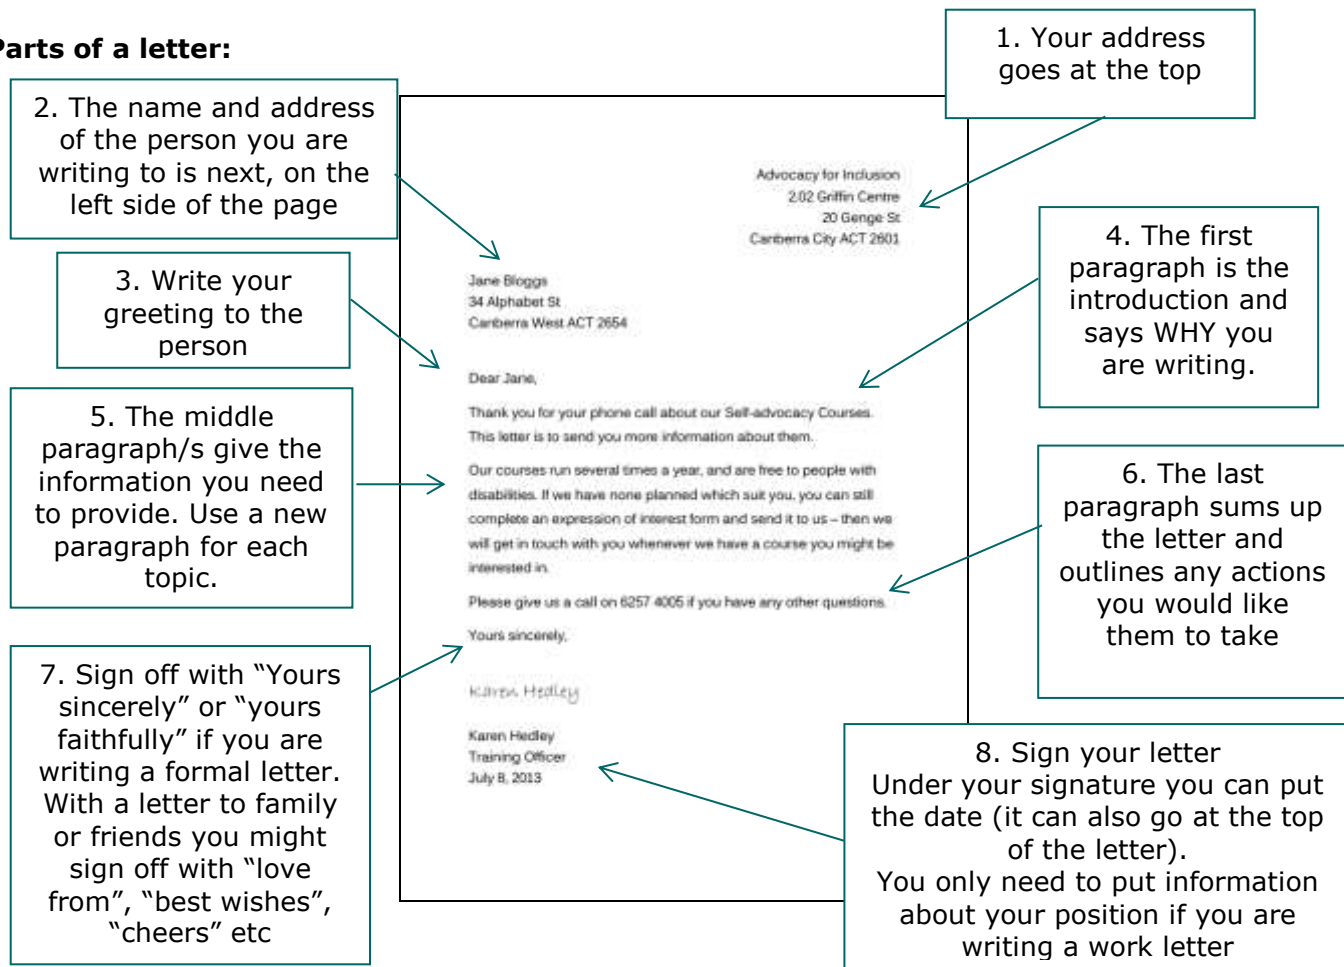 Parts of a letter:
1. Your address
goes at the top
2. The name and address
of the person you are
writing to is next, on the
left side of the page
3. Write your
greeting to the
person
4. The first
paragraph is the
introduction and
says WHY you
are writing.
5. The middle
paragraph/s give the
information you need
to provide. Use a new
paragraph for each
topic.
6. The last
paragraph sums up
the letter and
outlines any actions
you would like
them to take
7. Sign off with “Yours
sincerely” or “yours
faithfully” if you are
writing a formal letter.
With a letter to family
or friends you might
sign off with “love
from”, “best wishes”,
“cheers” etc
8. Sign your letter
Under your signature you can put
the date (it can also go at the top
of the letter).
You only need to put information
about your position if you are
writing a work letter
Advocacy for Inclusion
2.02 Griffin Centre
20 Genge St
Canberra City ACT 2601
Jane Bloggs
34 Alphabet St
Canberra West ACT 2654
Dear Jane,
Thank you for your phone call about our Self-advocacy Courses.
This letter is to send you more information about them.
Our courses run several times a year, and are free to people with
disabilities. If we have none planned which suit you, you can still
complete an expression of interest form and send it to us – then we
will get in touch with you whenever we have a course you might be
interested in.
Please give us a call on 6257 4005 if you have any other questions.
Yours sincerely,
Karen Hedley
Karen Hedley
Training Officer
July 8, 2013